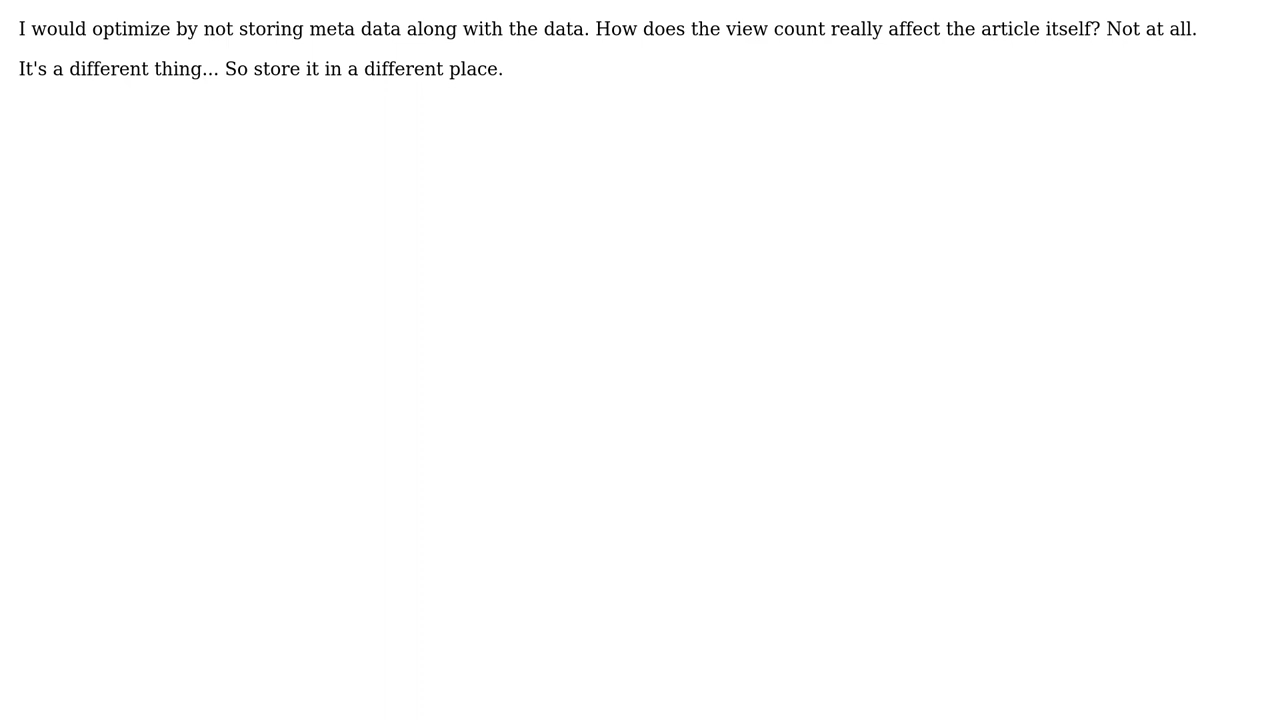 I would optimize by not storing meta data along with the data. How does the view count really affect the article itself? Not at all.
It's a different thing... So store it in a different place.